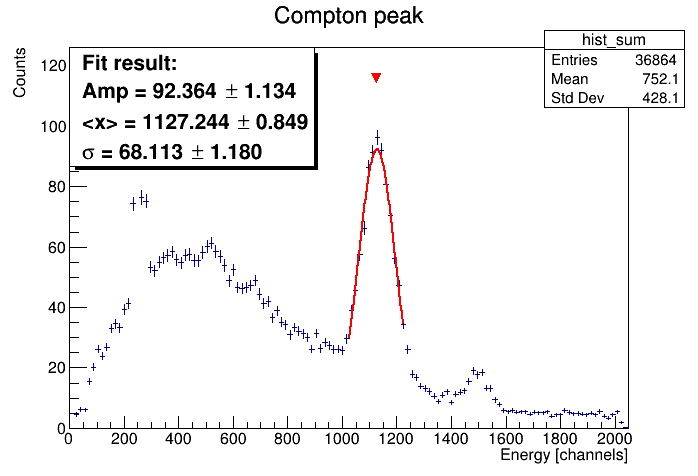 Compton peak
hist_sum
Entries 36864
Mean 752.1
Std Dev 428.1
Fit result:
Amp = 92.364 ± 1.134
<x> = 1127.244 ± 0.849
σ = 68.113 ± 1.180
Counts
120
100
80
60
40
20
0
0 200 400 600 800 1000 1200 1400 1600 1800 2000
Energy [channels]